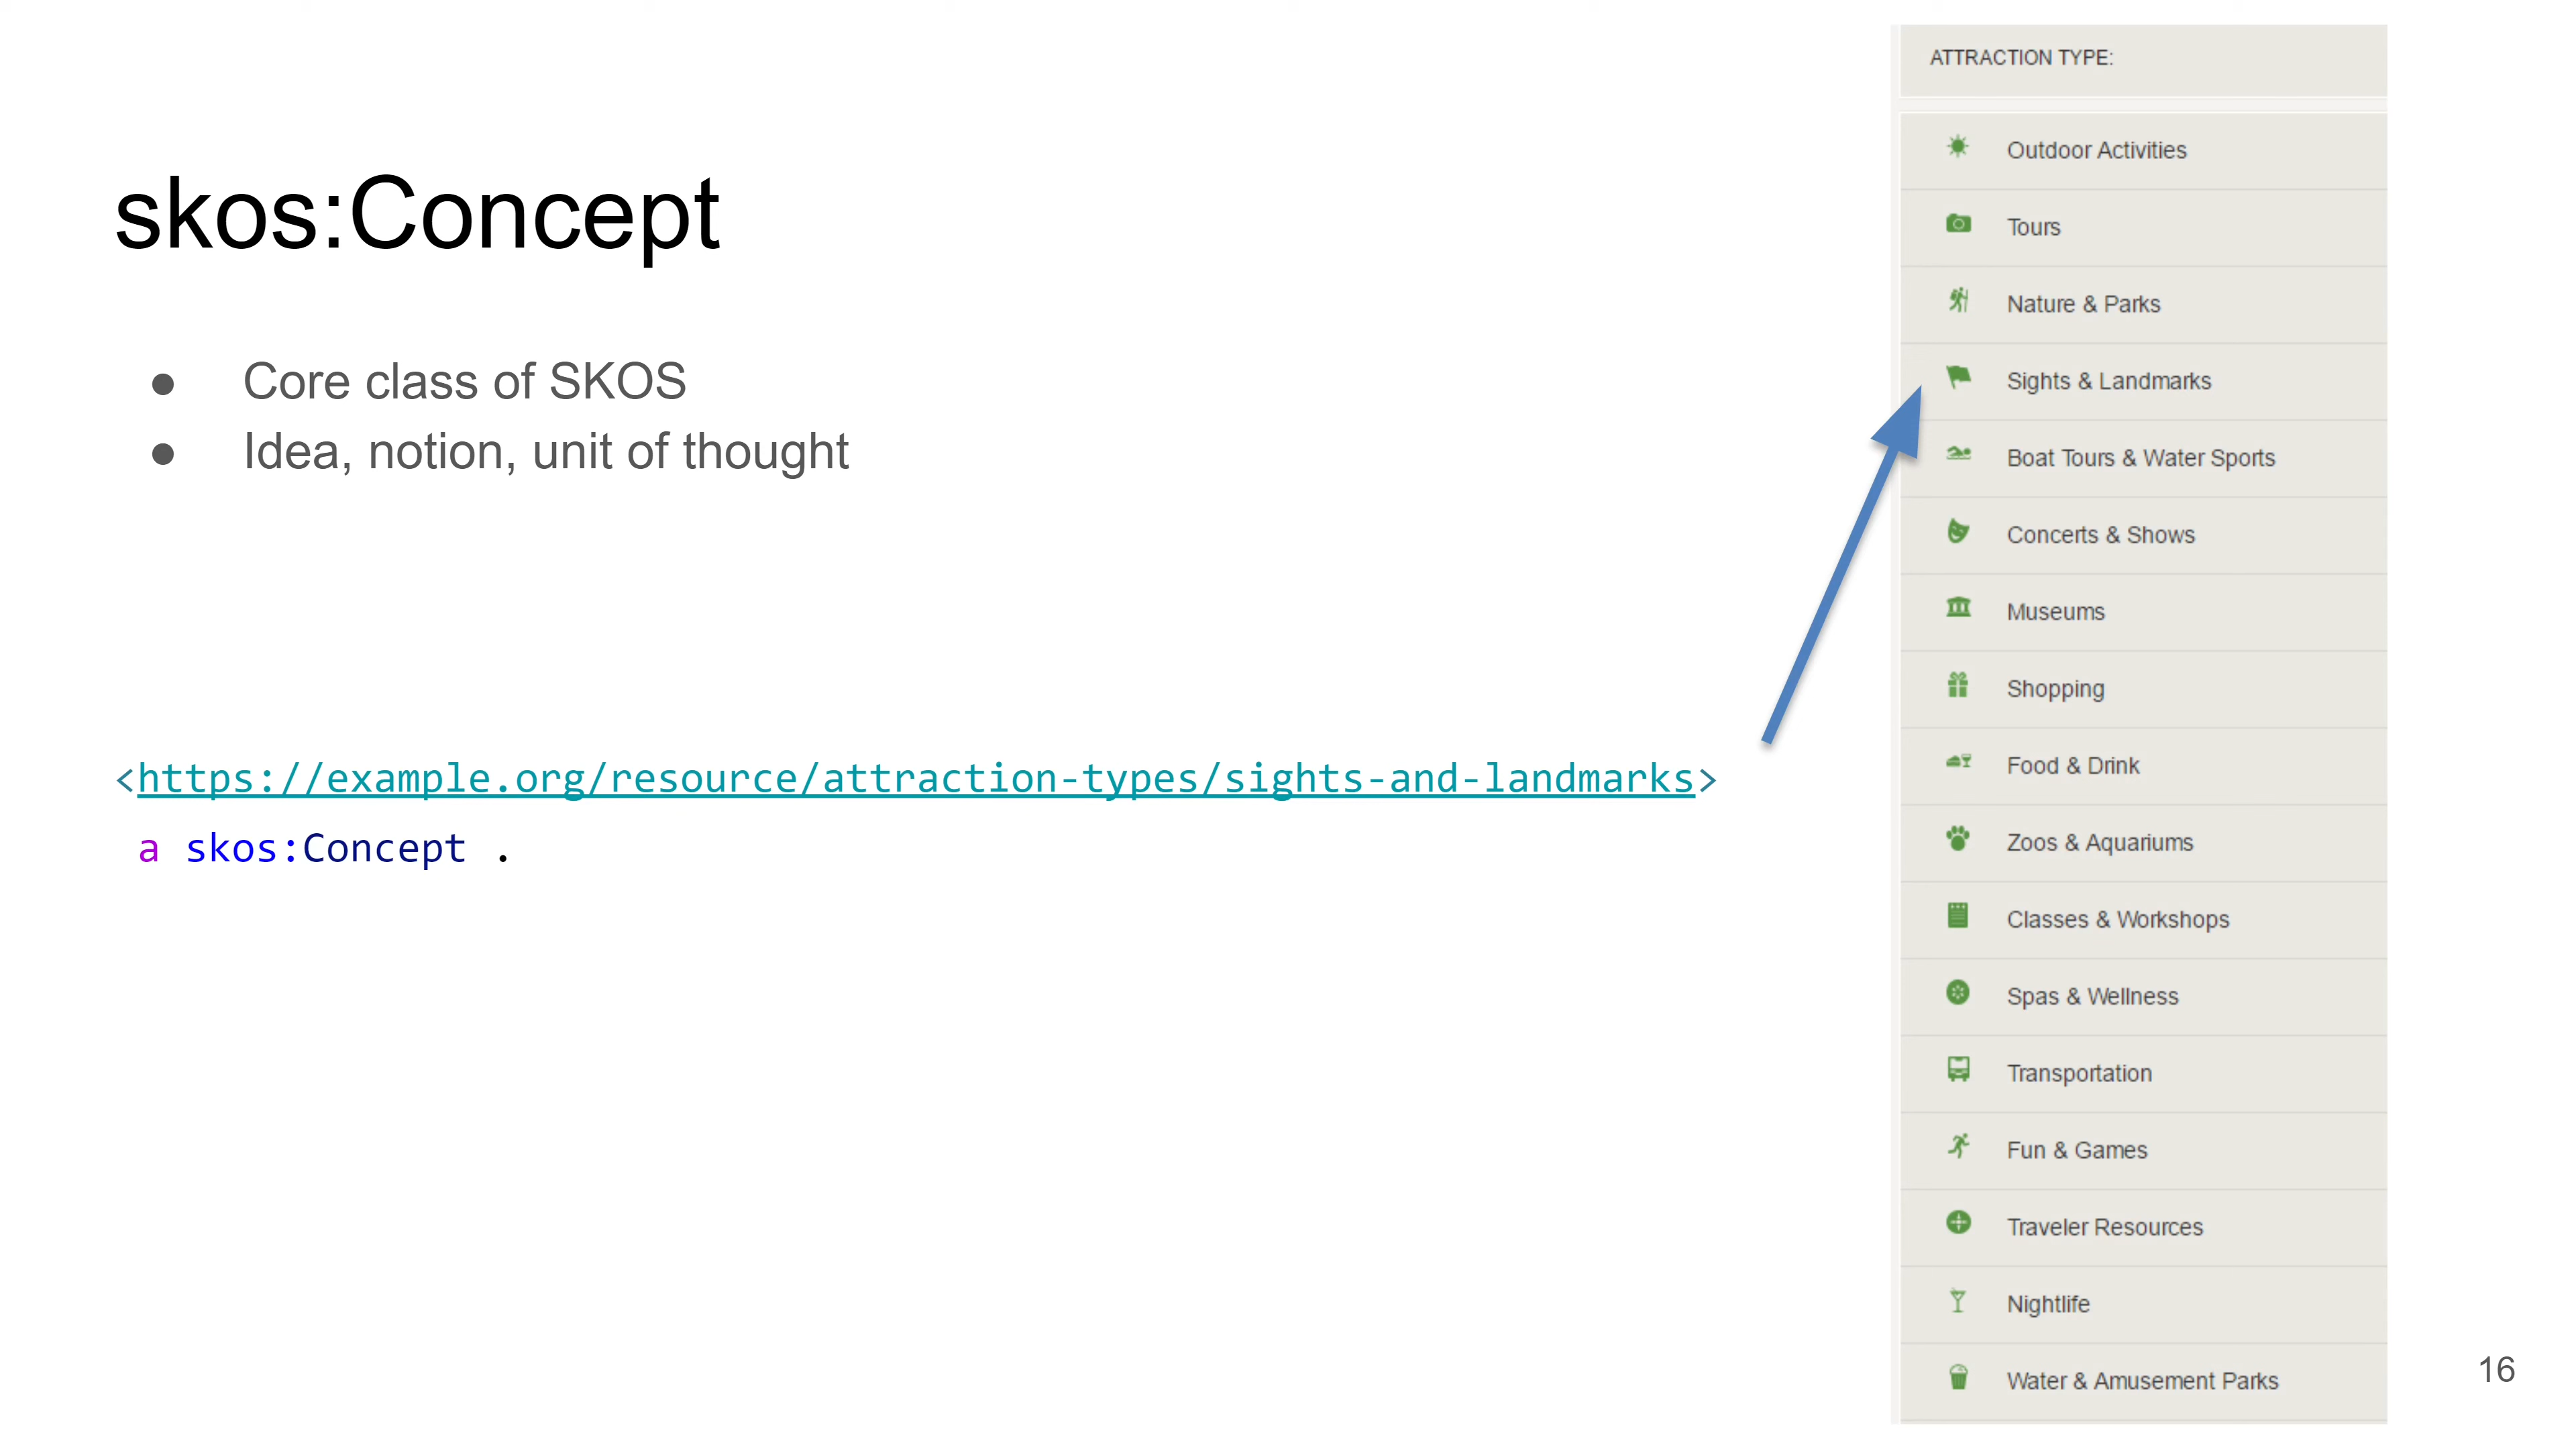 skos:Concept
● Core class of SKOS
● Idea, notion, unit of thought
<https://example.org/resource/attraction-types/sights-and-landmarks>
a skos:Concept .
ATTRACTION TYPE:
Outdoor Activities
Tours
Nature & Parks
Sights & Landmarks
Boat Tours & Water Sports
Concerts & Shows
Museums
Shopping
Food & Drink
Zoos & Aquariums
Classes & Workshops
Spas & Wellness
Transportation
Fun & Games
Traveler Resources
Nightlife
Water & Amusement Parks
16